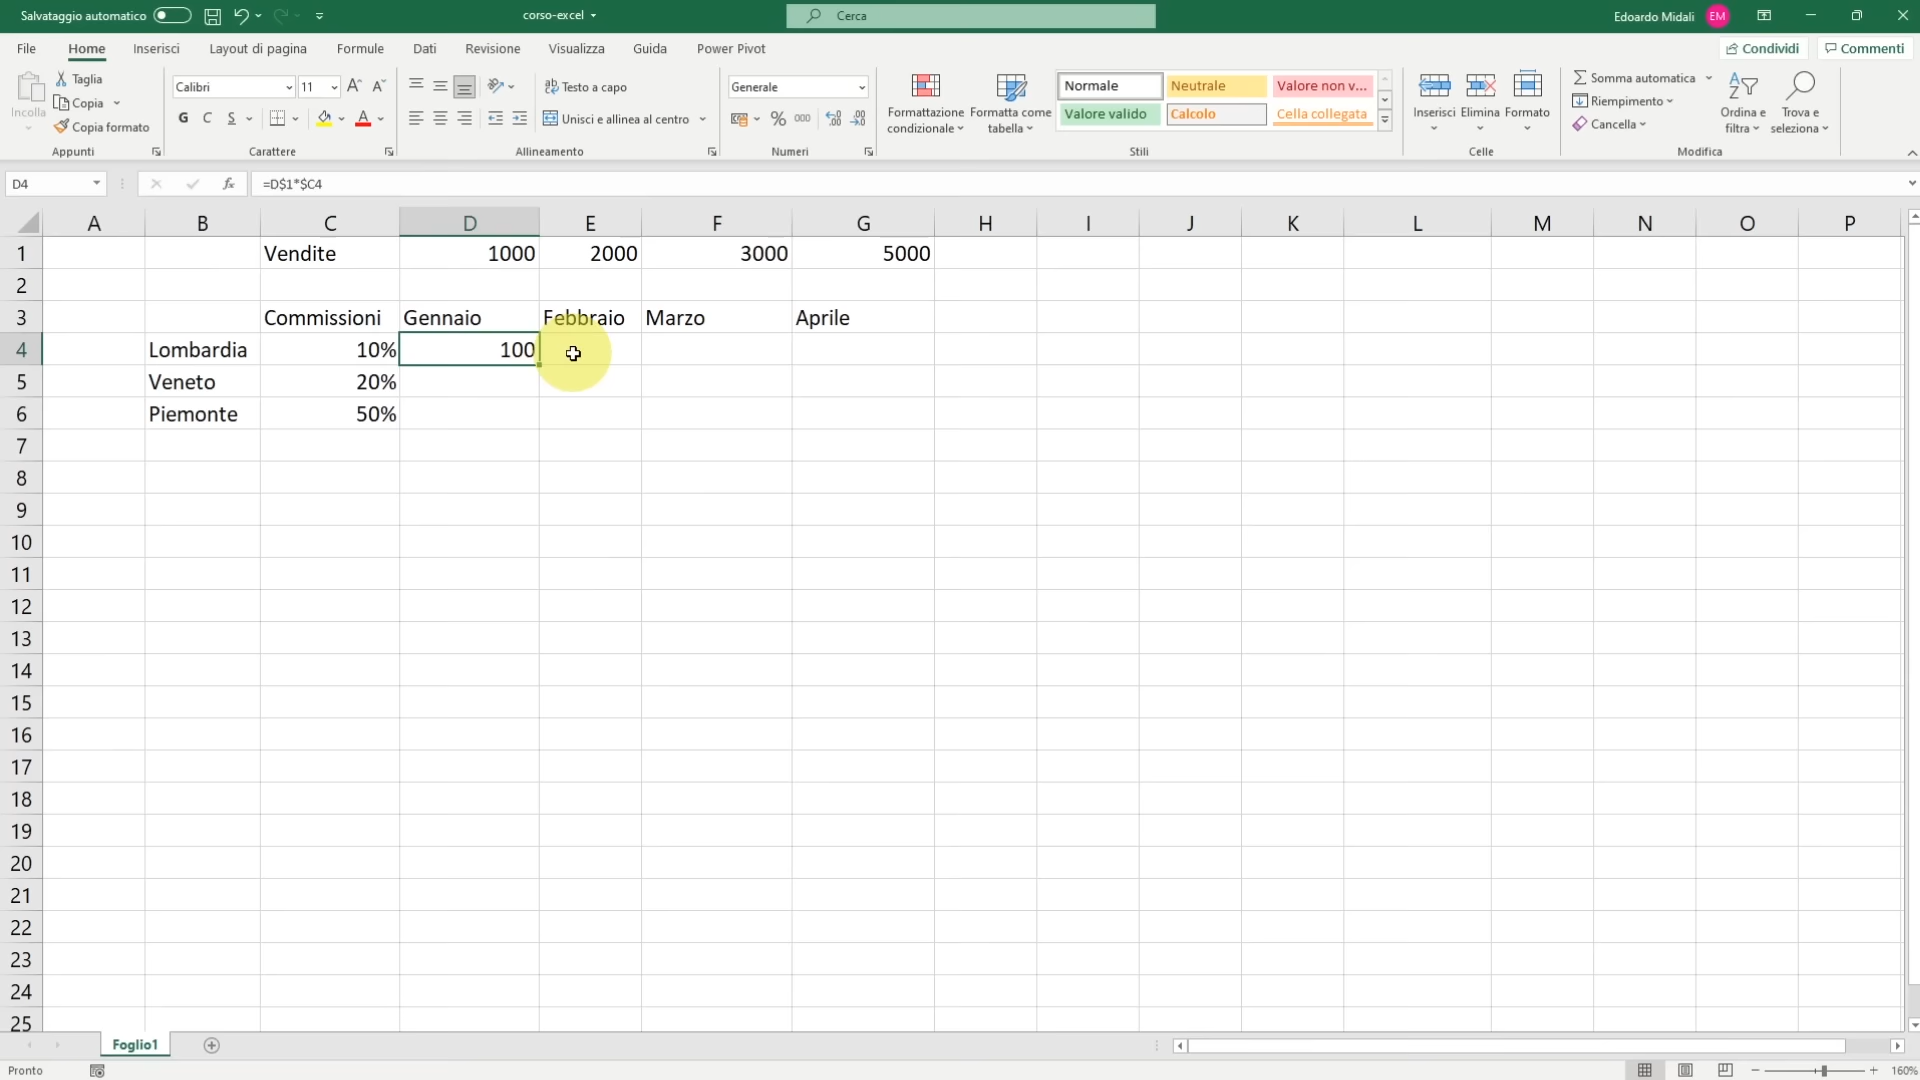 Salvataggio automatico
corso-excel
Cerca
Edoardo Midali
EM
File
Home
Inserisci
Layout di pagina
Formule
Dati
Revisione
Visualizza
Guida
Power Pivot
Condividi
Commenti
Incolla
Taglia
Copia
Copia formato
Appunti
Calibri
11
G C S
Carattere
Testo a capo
Unisci e allinea al centro
Allineamento
Generale
% 000
Numeri
Formattazione condizionale
Formatta come tabella
Normale
Neutrale
Valore non v...
Valore valido
Calcolo
Cella collegata
Stili
Inserisci
Elimina
Formato
Celle
Somma automatica
Riempimento
Cancella
Ordina e filtra
Trova e seleziona
Modifica
D4
fx
=D$1*$C4
A B C D E F G H I J K L M N O P
1 Vendite 1000 2000 3000 5000
2
3 Commissioni Gennaio Febbraio Marzo Aprile
4 Lombardia 10% 100
5 Veneto 20%
6 Piemonte 50%
7
8
9
10
11
12
13
14
15
16
17
18
19
20
21
22
23
24
25
Foglio1
Pronto
160%